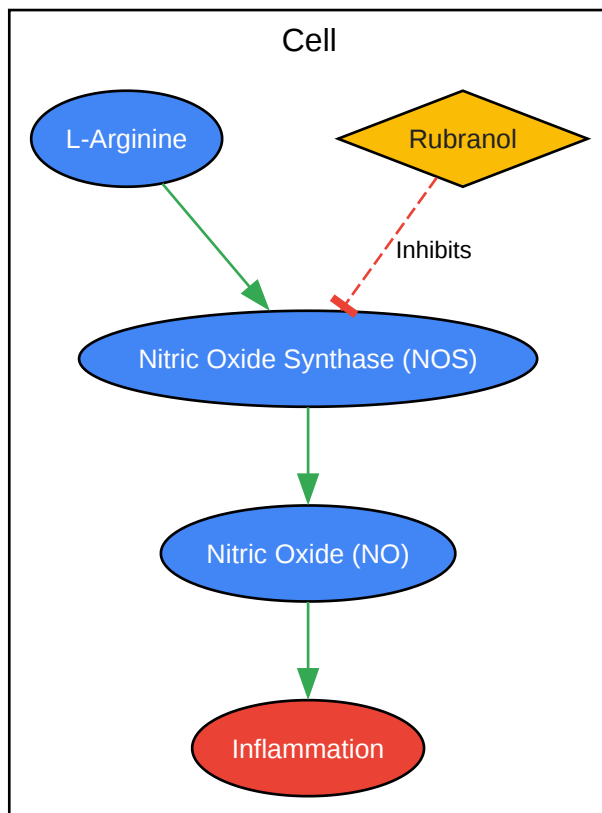 Cell
L-Arginine
Rubranol
Inhibits
Nitric Oxide Synthase (NOS)
Nitric Oxide (NO)
Inflammation